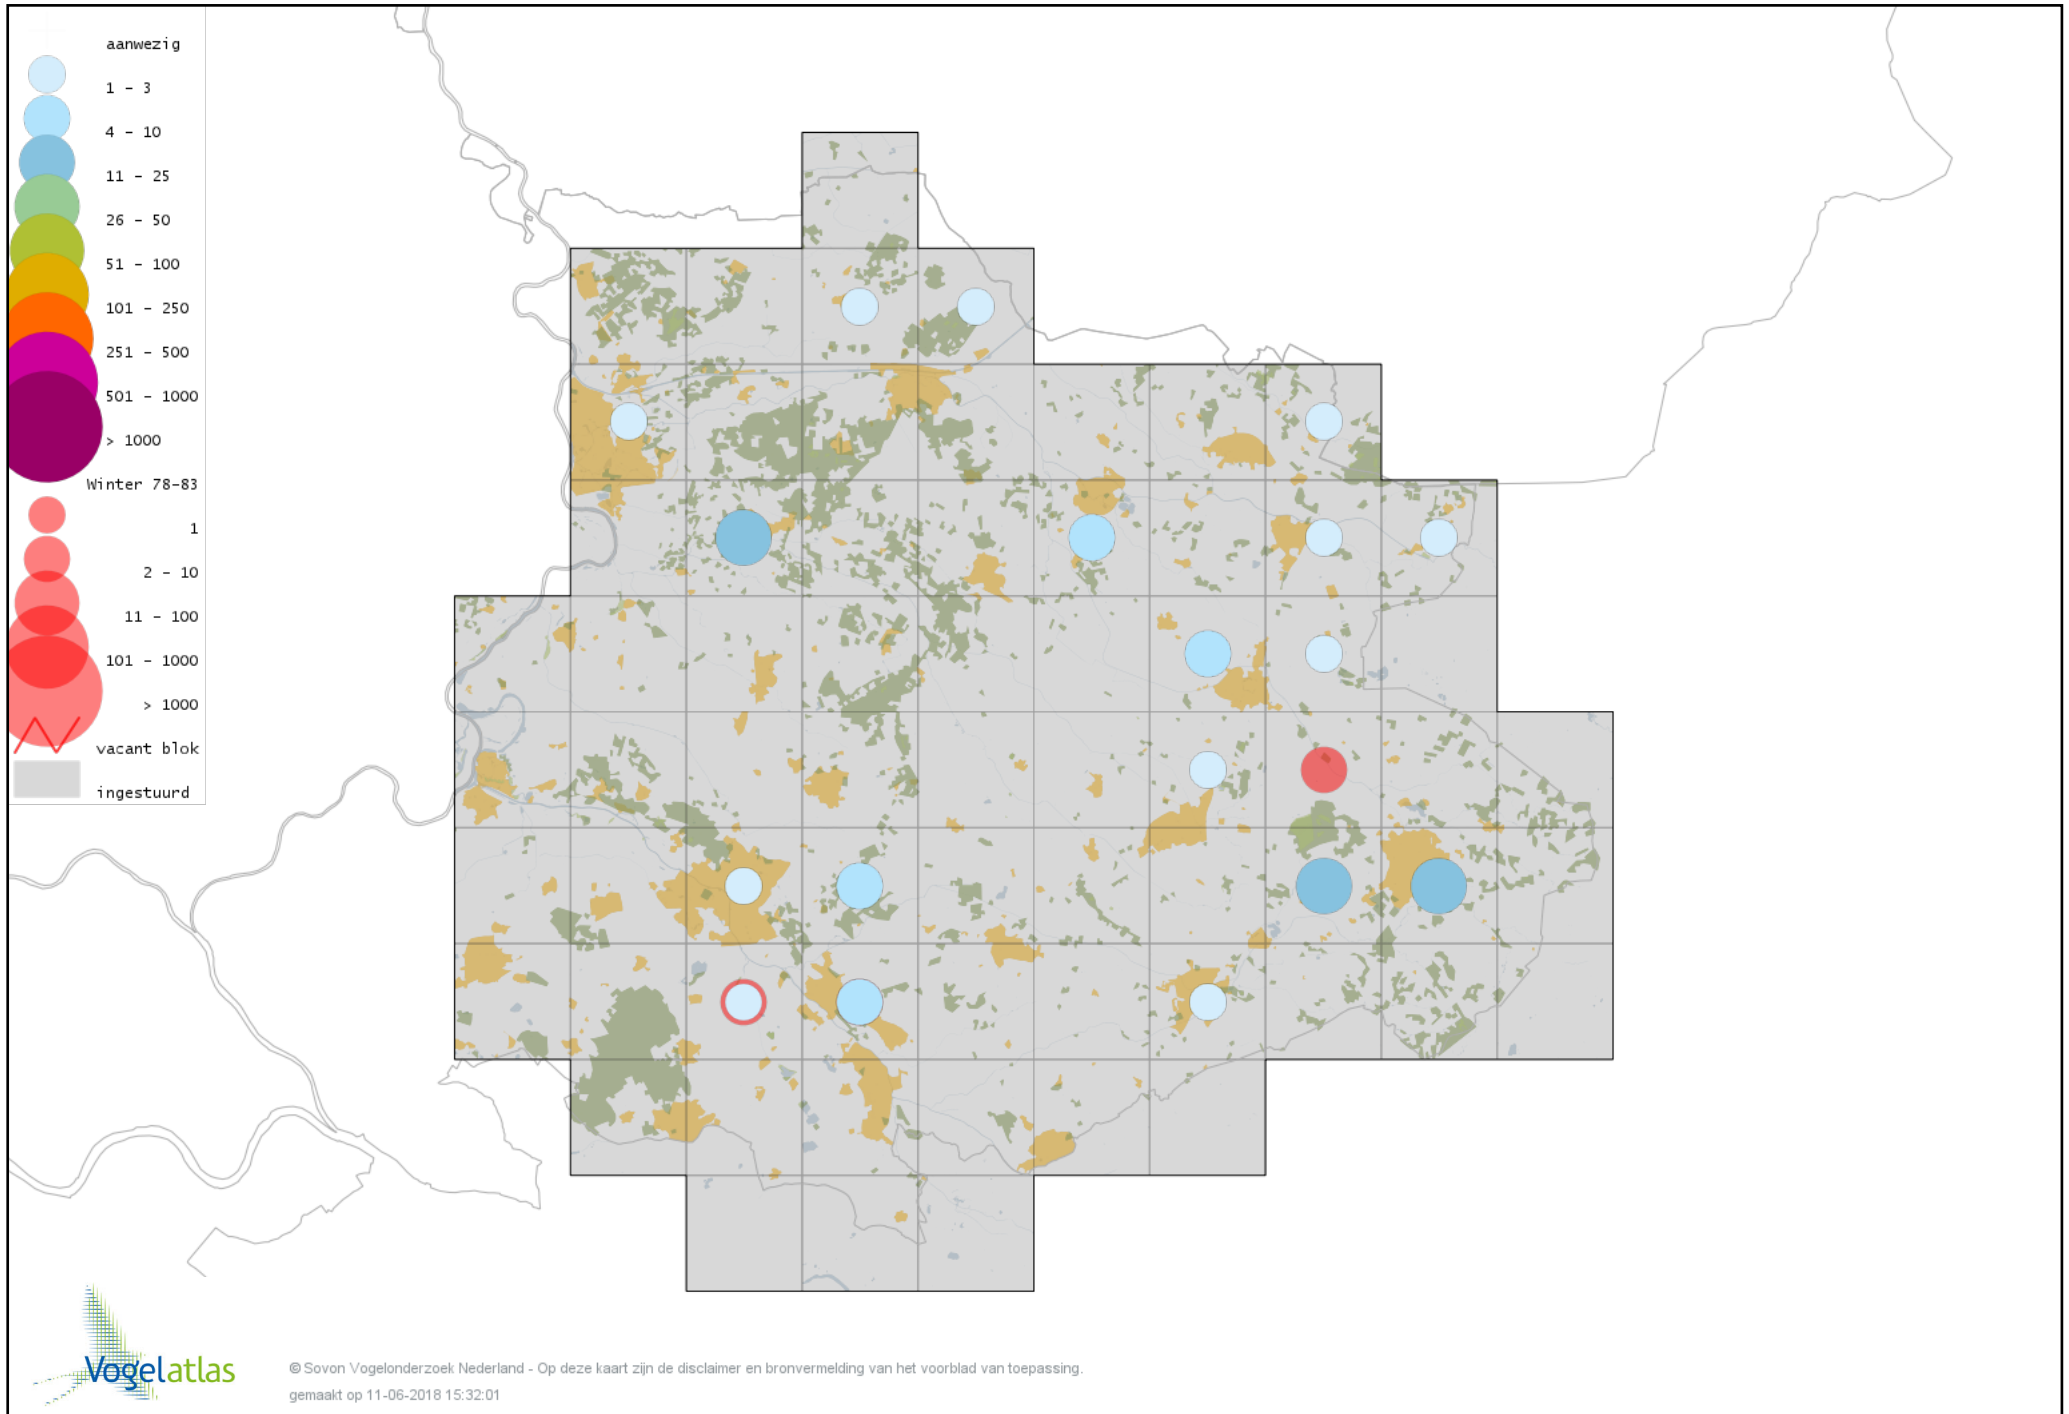 aanwezig
1 - 3
4 - 10
11 - 25
26 - 50
51 - 100
101 - 250
251 - 500
501 - 1000
> 1000
Winter 78-83
1
2 - 10
11 - 100
101 - 1000
> 1000
vacant blok
ingestuurd
Vogelatlas
© Sovon Vogelonderzoek Nederland - Op deze kaart zijn de disclaimer en bronvermelding van het voorblad van toepassing.
gemaakt op 11-06-2018 15:32:01